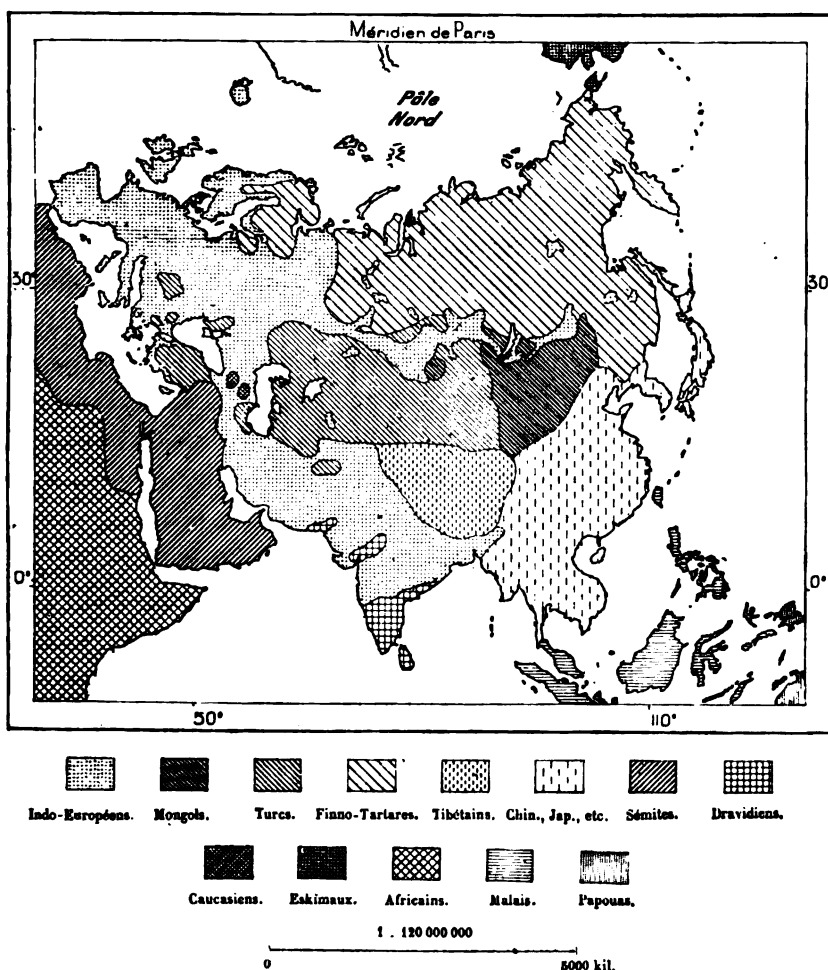 Méridien de Paris
Pôle
Nord
30° 30
0° 0°
50° 110°
Indo-Européens. Mongols. Turcs. Finno-Tartares. Tibétains. Chin., Jap., etc. Sémites. Dravidiens.
Caucasiens. Eskimaux. Africains. Malais. Papouas.
1 . 120 000 000
0 5000 kil.